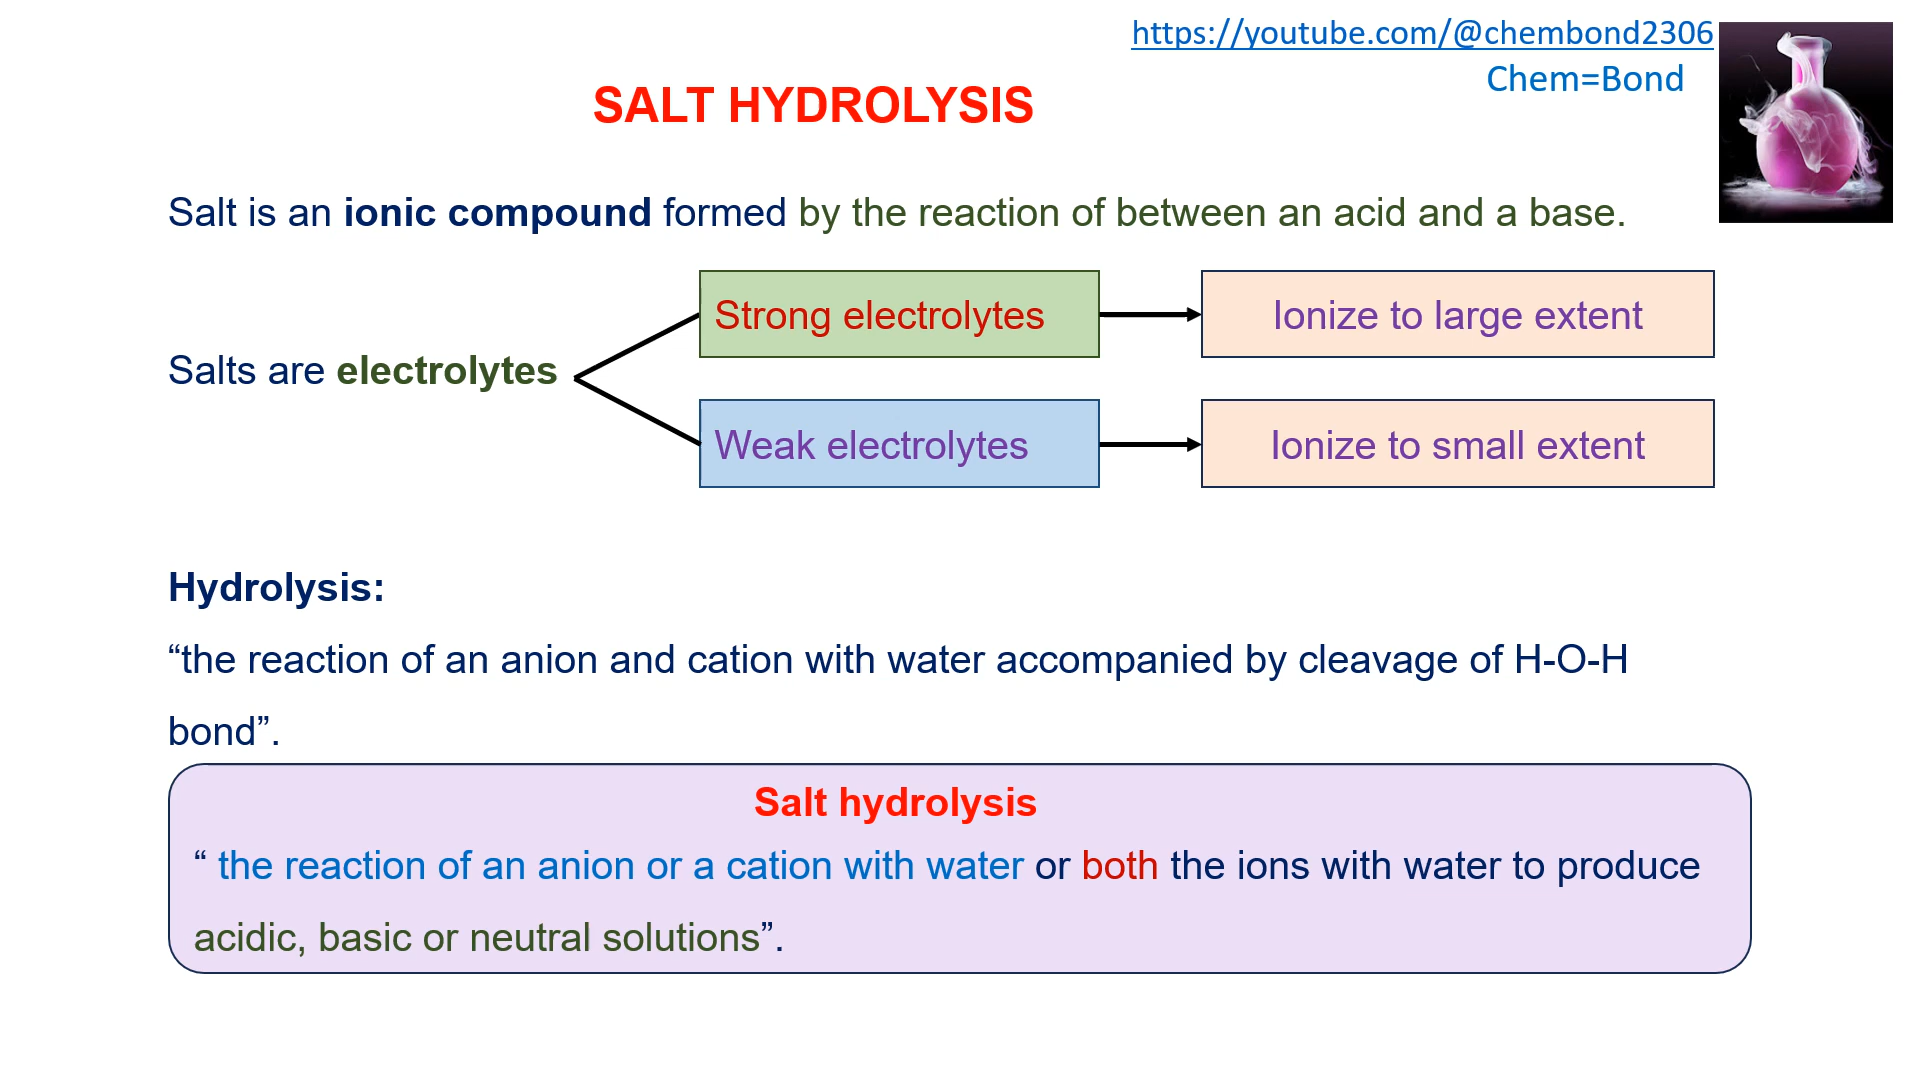 https://youtube.com/@chembond2306
Chem=Bond
SALT HYDROLYSIS
Salt is an ionic compound formed by the reaction of between an acid and a base.
Strong electrolytes
Ionize to large extent
Salts are electrolytes
Weak electrolytes
Ionize to small extent
Hydrolysis:
“the reaction of an anion and cation with water accompanied by cleavage of H-O-H
bond”.
Salt hydrolysis
“ the reaction of an anion or a cation with water or both the ions with water to produce
acidic, basic or neutral solutions”.